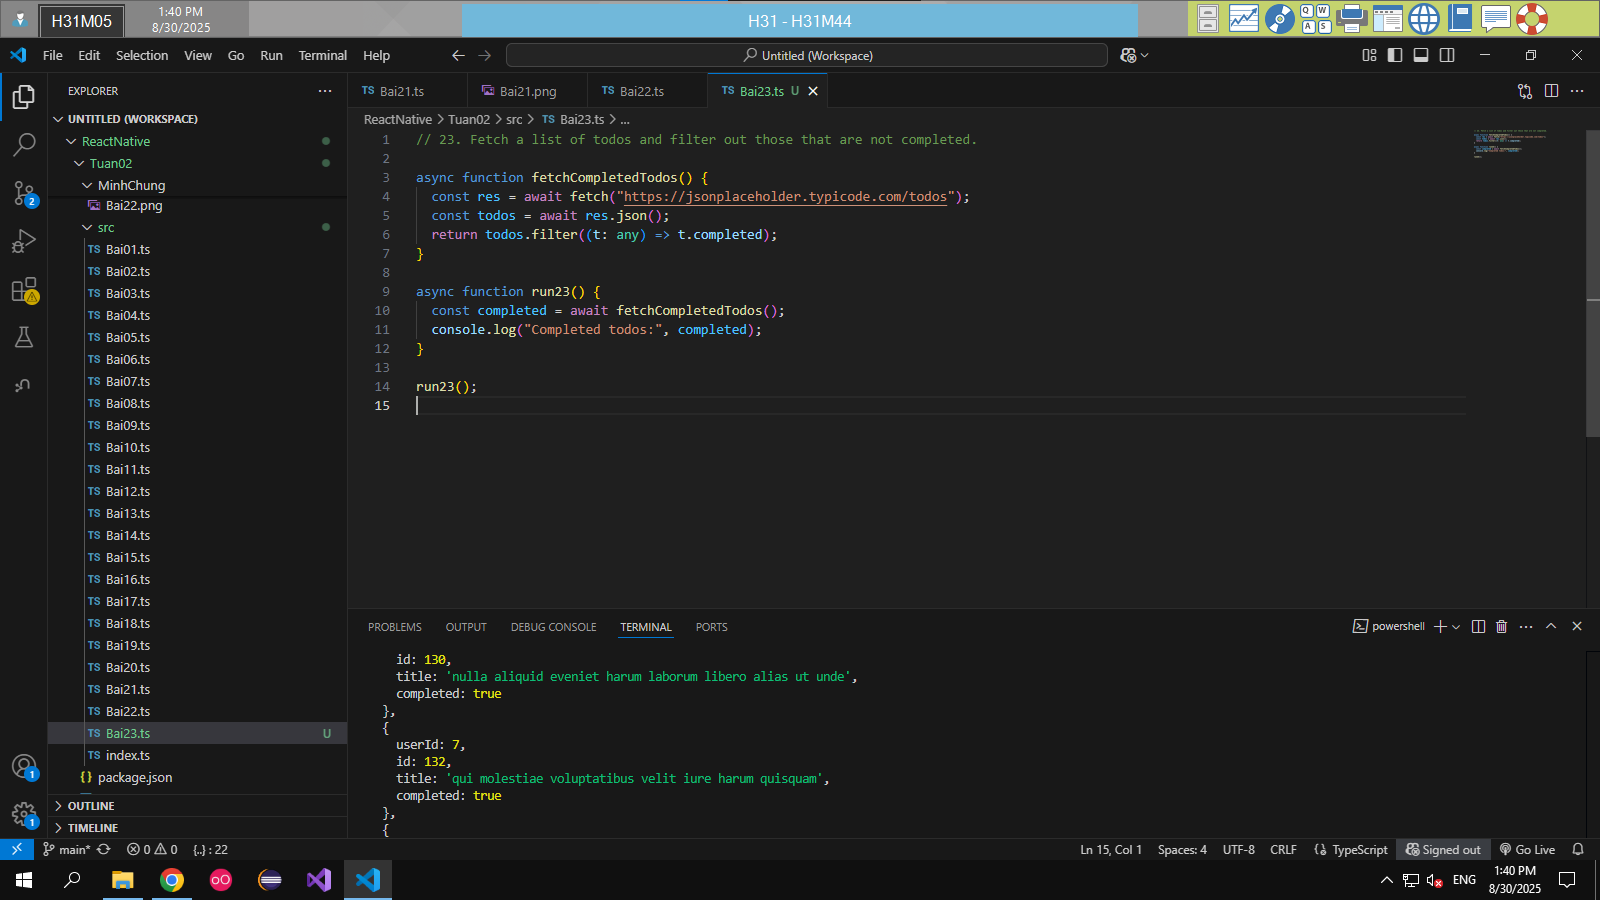 H31M05
1:40 PM
8/30/2025
H31 - H31M44
Q W
A S
File Edit Selection View Go Run Terminal Help
Untitled (Workspace)
EXPLORER
UNTITLED (WORKSPACE)
ReactNative
Tuan02
MinhChung
Bai22.png
src
TS Bai01.ts
TS Bai02.ts
TS Bai03.ts
TS Bai04.ts
TS Bai05.ts
TS Bai06.ts
TS Bai07.ts
TS Bai08.ts
TS Bai09.ts
TS Bai10.ts
TS Bai11.ts
TS Bai12.ts
TS Bai13.ts
TS Bai14.ts
TS Bai15.ts
TS Bai16.ts
TS Bai17.ts
TS Bai18.ts
TS Bai19.ts
TS Bai20.ts
TS Bai21.ts
TS Bai22.ts
TS Bai23.ts U
TS index.ts
{} package.json
OUTLINE
TIMELINE
2
1
1
TS Bai21.ts Bai21.png TS Bai22.ts TS Bai23.ts U
ReactNative > Tuan02 > src > TS Bai23.ts > ...
1 // 23. Fetch a list of todos and filter out those that are not completed.
2
3 async function fetchCompletedTodos() {
4 const res = await fetch("https://jsonplaceholder.typicode.com/todos");
5 const todos = await res.json();
6 return todos.filter((t: any) => t.completed);
7 }
8
9 async function run23() {
10 const completed = await fetchCompletedTodos();
11 console.log("Completed todos:", completed);
12 }
13
14 run23();
15
PROBLEMS OUTPUT DEBUG CONSOLE TERMINAL PORTS
powershell
id: 130,
title: 'nulla aliquid eveniet harum laborum libero alias ut unde',
completed: true
},
{
userId: 7,
id: 132,
title: 'qui molestiae voluptatibus velit iure harum quisquam',
completed: true
},
{
main* 0 0 {..} : 22
Ln 15, Col 1 Spaces: 4 UTF-8 CRLF {} TypeScript Signed out Go Live
ENG
1:40 PM
8/30/2025